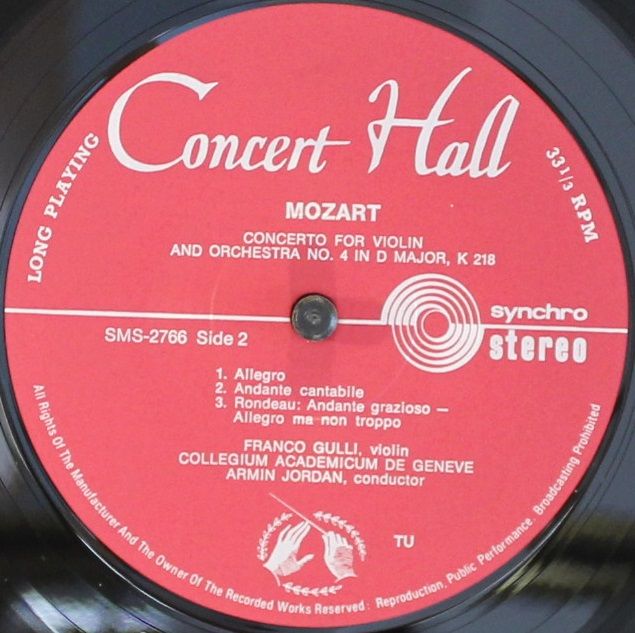 Concert Hall
LONG PLAYING
33 1/3 RPM
MOZART
CONCERTO FOR VIOLIN
AND ORCHESTRA NO. 4 IN D MAJOR, K 218
synchro
stereo
SMS-2766 Side 2
1. Allegro
2. Andante cantabile
3. Rondeau: Andante grazioso —
Allegro ma non troppo
FRANCO GULLI, violin
COLLEGIUM ACADEMICUM DE GENEVE
ARMIN JORDAN, conductor
TU
All Rights Of The Manufacturer And The Owner Of The Recorded Works Reserved: Reproduction, Public Performance. Broadcasting Prohibited